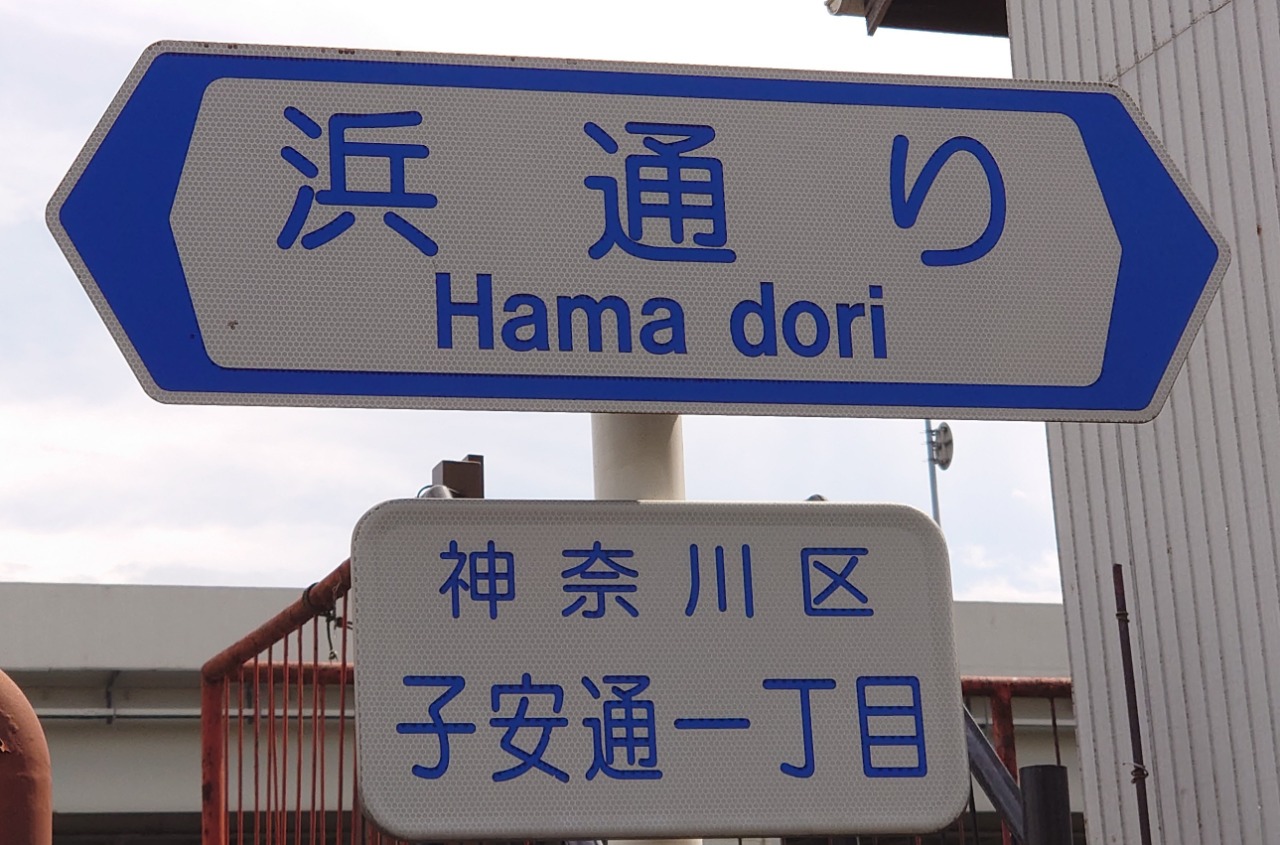 浜通り
Hama dori
神奈川区
子安通一丁目